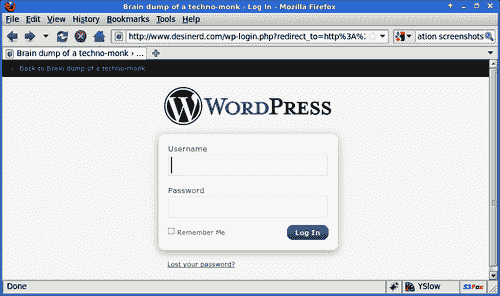 Brain dump of a techno-monk › Log In - Mozilla Firefox
File Edit View History Bookmarks Tools Help
http://www.desinerd.com/wp-login.php?redirect_to=http%3A% ation screenshots
Brain dump of a techno-monk › ...
Back to Brain dump of a techno-monk
WORDPRESS
Username
Password
Remember Me Log In
Lost your password?
Done YSlow S3Fox